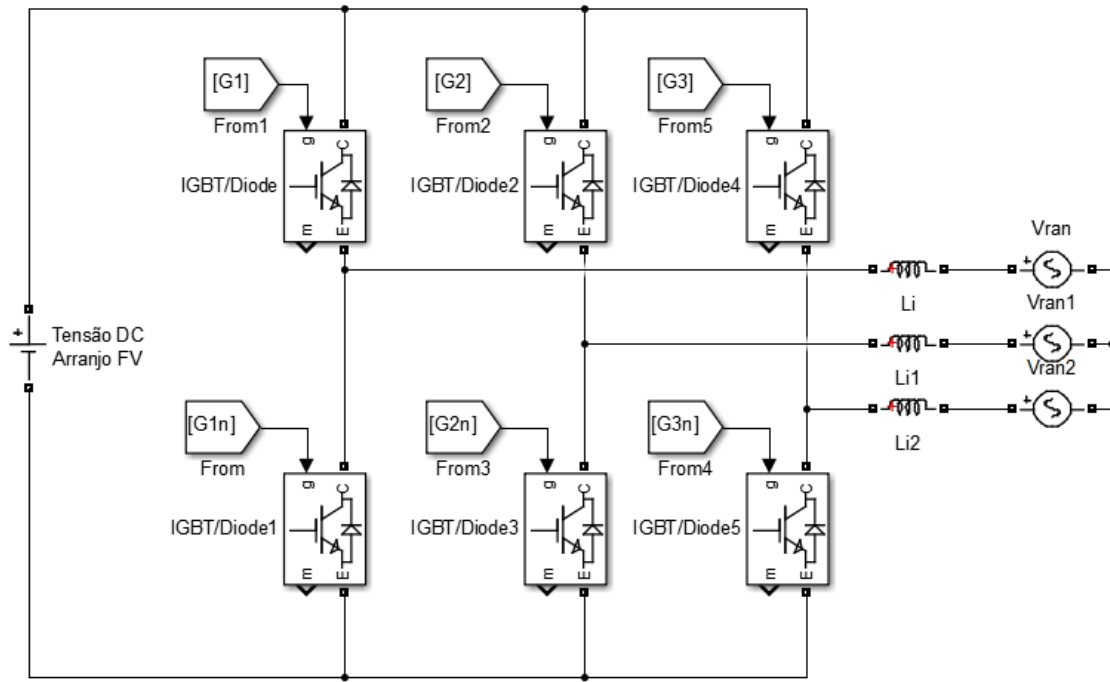 [G1]
From1
[G2]
From2
[G3]
From5
g
C
IGBT/Diode
m
E
g
C
IGBT/Diode2
m
E
g
C
IGBT/Diode4
m
E
Vran
+
Li
Vran1
+
Tensão DC
Arranjo FV
+
Li1
Vran2
+
Li2
[G1n]
From
[G2n]
From3
[G3n]
From4
g
C
IGBT/Diode1
m
E
g
C
IGBT/Diode3
m
E
g
C
IGBT/Diode5
m
E